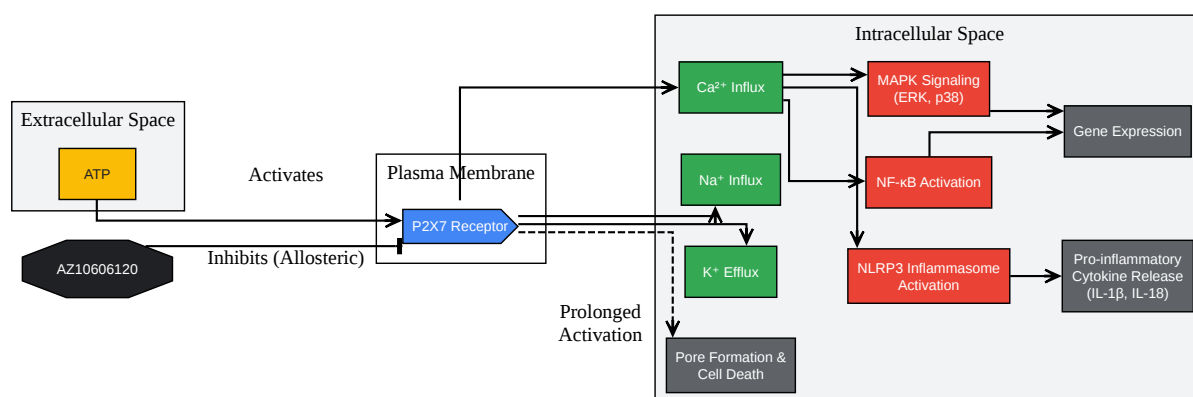 Intracellular Space
Extracellular Space
ATP
Activates
AZ10606120
Inhibits (Allosteric)
Plasma Membrane
P2X7 Receptor
Prolonged
Activation
Ca²⁺ Influx
Na⁺ Influx
K⁺ Efflux
Pore Formation &
Cell Death
MAPK Signaling
(ERK, p38)
NF-κB Activation
NLRP3 Inflammasome
Activation
Gene Expression
Pro-inflammatory
Cytokine Release
(IL-1β, IL-18)